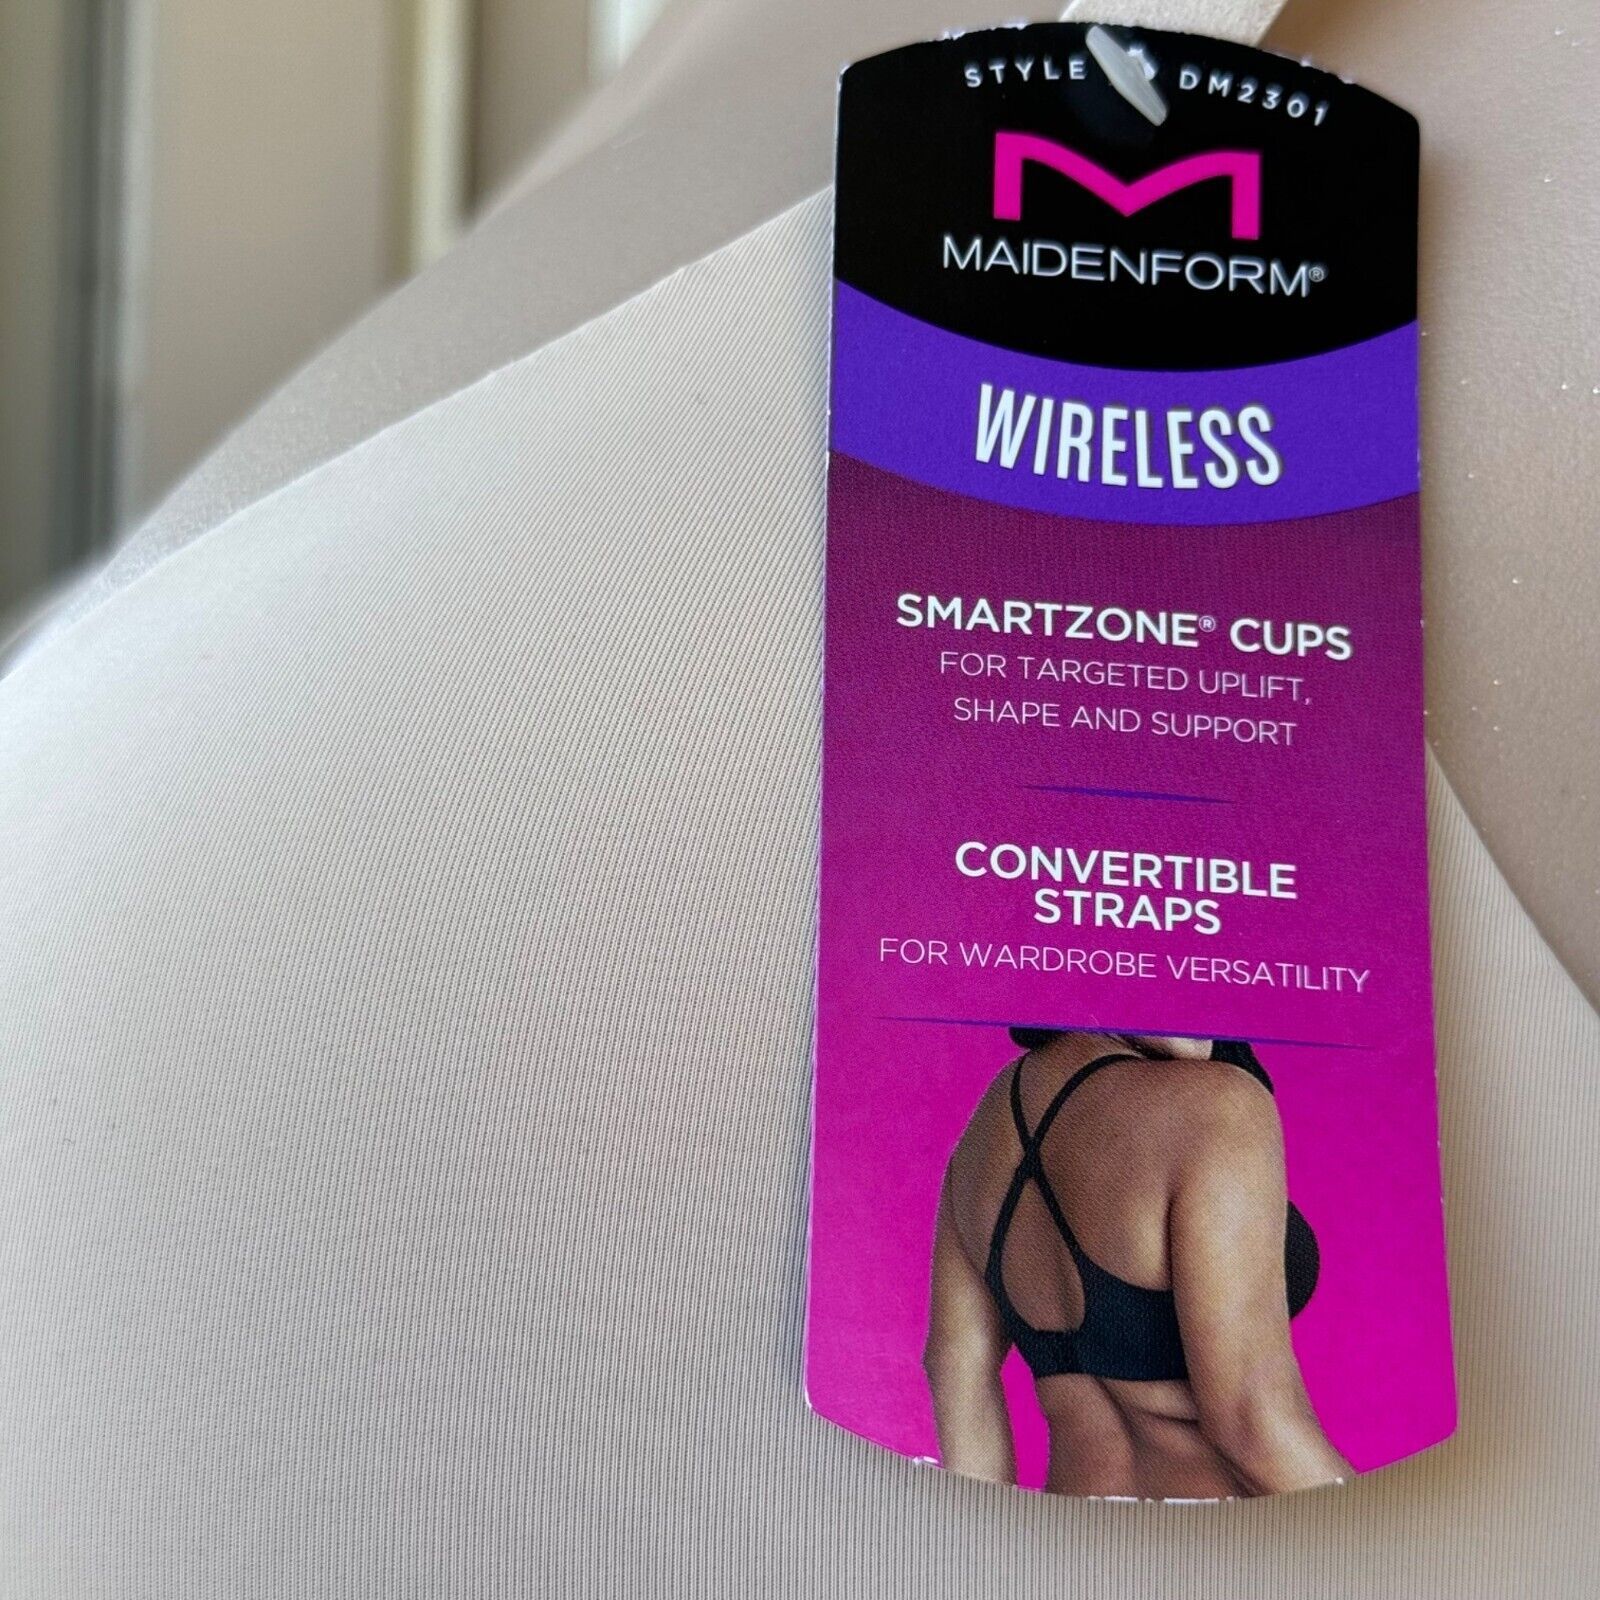 STYLE DM2301
MAIDENFORM®
WIRELESS
SMARTZONE® CUPS
FOR TARGETED UPLIFT,
SHAPE AND SUPPORT
CONVERTIBLE
STRAPS
FOR WARDROBE VERSATILITY